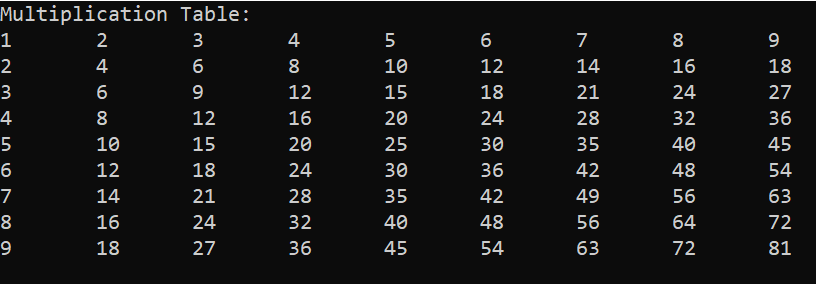 Multiplication Table:
1 2 3 4 5 6 7 8 9
2 4 6 8 10 12 14 16 18
3 6 9 12 15 18 21 24 27
4 8 12 16 20 24 28 32 36
5 10 15 20 25 30 35 40 45
6 12 18 24 30 36 42 48 54
7 14 21 28 35 42 49 56 63
8 16 24 32 40 48 56 64 72
9 18 27 36 45 54 63 72 81